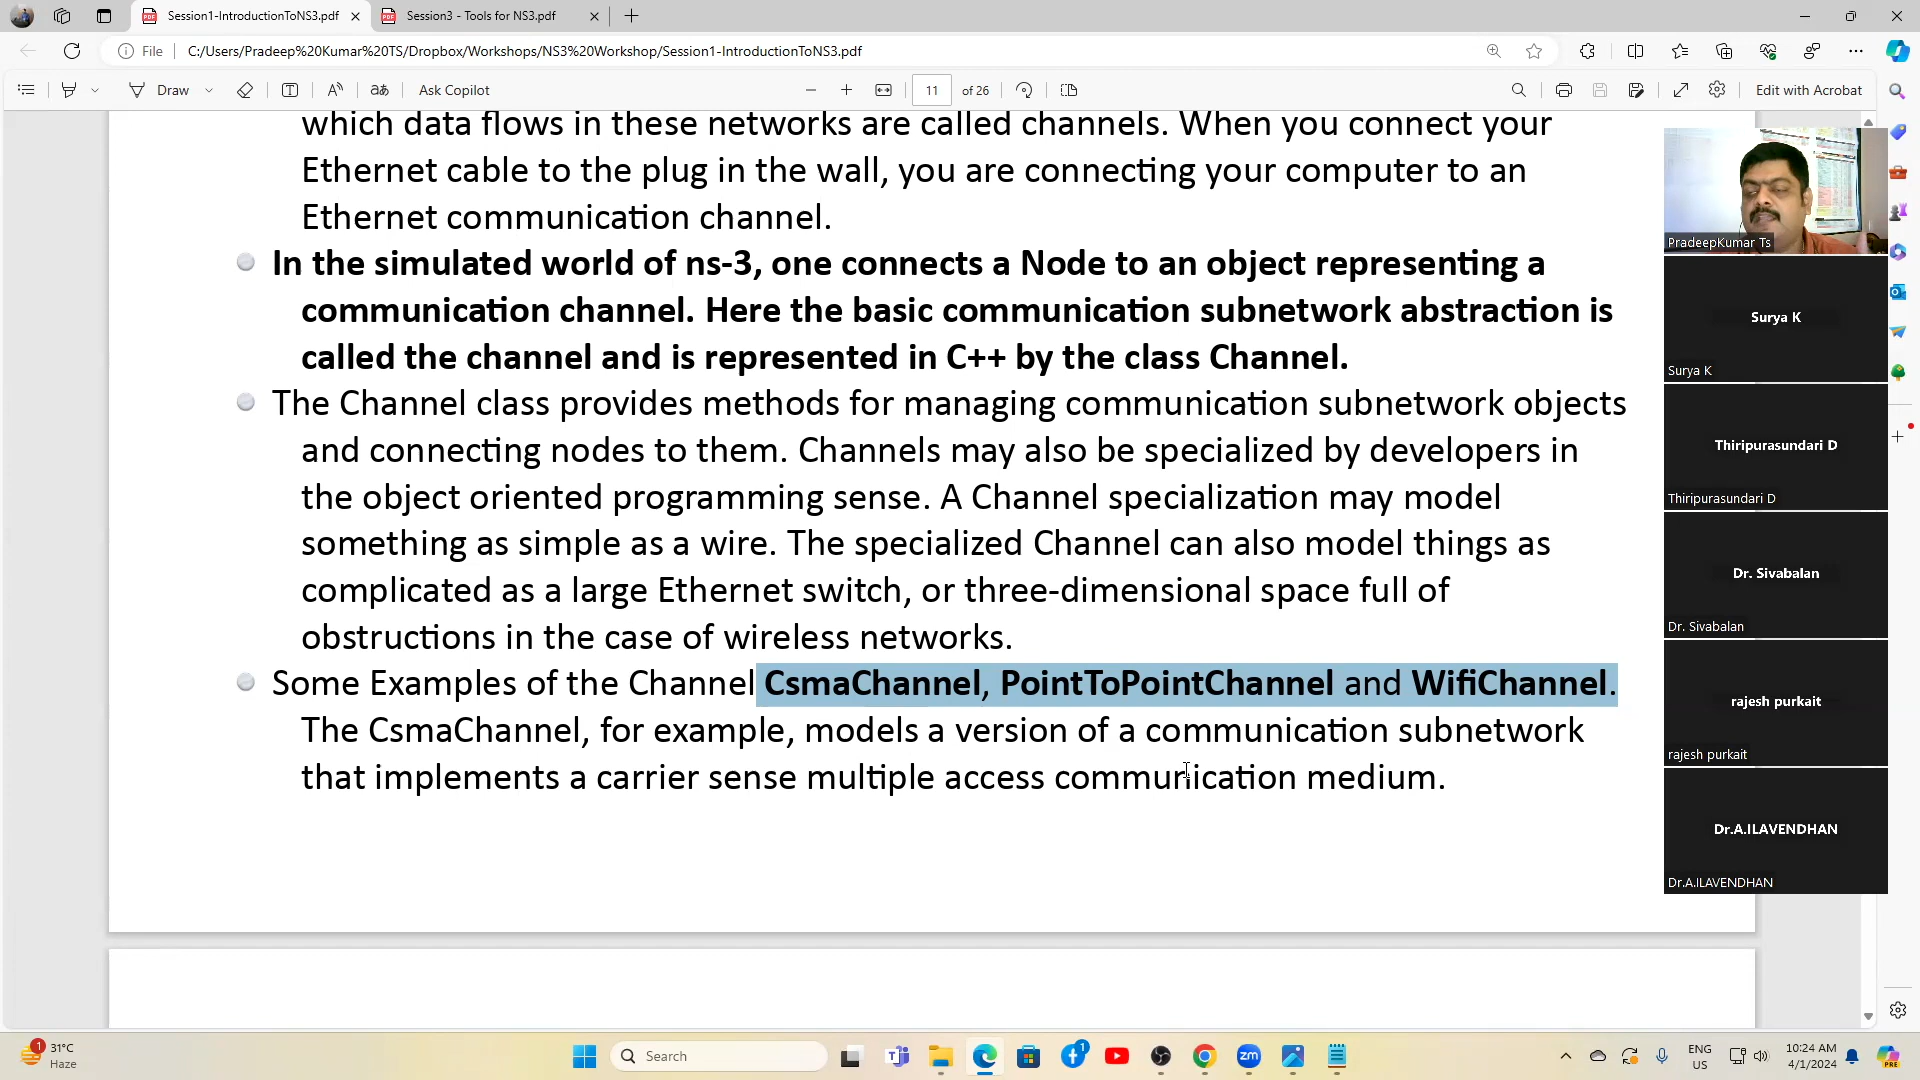 Session1-IntroductionToNS3.pdf
Session3 - Tools for NS3.pdf
File
C:/Users/Pradeep%20Kumar%20TS/Dropbox/Workshops/NS3%20Workshop/Session1-IntroductionToNS3.pdf
Draw
Ask Copilot
11 of 26
Edit with Acrobat
which data flows in these networks are called channels. When you connect your
Ethernet cable to the plug in the wall, you are connecting your computer to an
Ethernet communication channel.
In the simulated world of ns-3, one connects a Node to an object representing a
communication channel. Here the basic communication subnetwork abstraction is
called the channel and is represented in C++ by the class Channel.
The Channel class provides methods for managing communication subnetwork objects
and connecting nodes to them. Channels may also be specialized by developers in
the object oriented programming sense. A Channel specialization may model
something as simple as a wire. The specialized Channel can also model things as
complicated as a large Ethernet switch, or three-dimensional space full of
obstructions in the case of wireless networks.
Some Examples of the Channel CsmaChannel, PointToPointChannel and WifiChannel.
The CsmaChannel, for example, models a version of a communication subnetwork
that implements a carrier sense multiple access communication medium.
PradeepKumar Ts
Surya K
Surya K
Thiripurasundari D
Thiripurasundari D
Dr. Sivabalan
Dr. Sivabalan
rajesh purkait
rajesh purkait
Dr.A.ILAVENDHAN
Dr.A.ILAVENDHAN
1
31°C
Haze
Search
1
zm
ENG
US
10:24 AM
4/1/2024
PRE